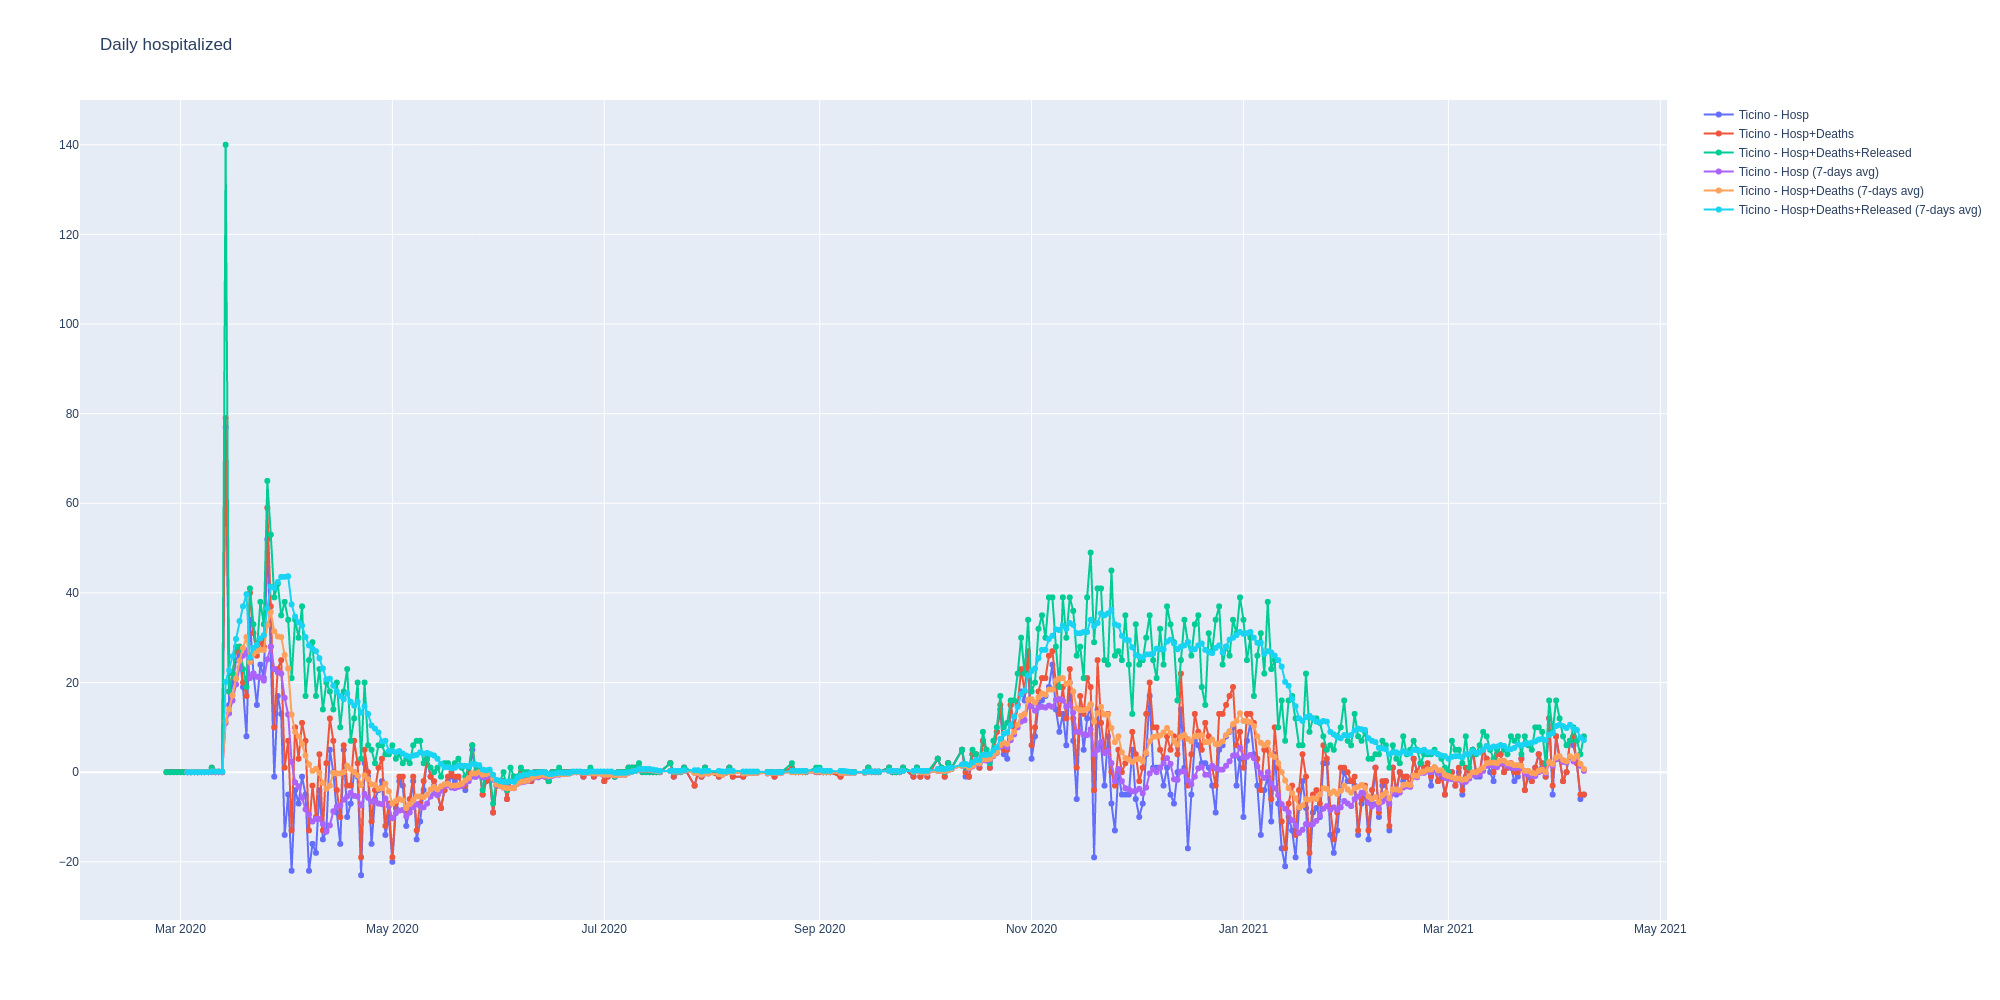 Daily hospitalized
140
120
100
80
60
40
20
0
−20
Mar 2020
May 2020
Jul 2020
Sep 2020
Nov 2020
Jan 2021
Mar 2021
May 2021
Ticino - Hosp
Ticino - Hosp+Deaths
Ticino - Hosp+Deaths+Released
Ticino - Hosp (7-days avg)
Ticino - Hosp+Deaths (7-days avg)
Ticino - Hosp+Deaths+Released (7-days avg)